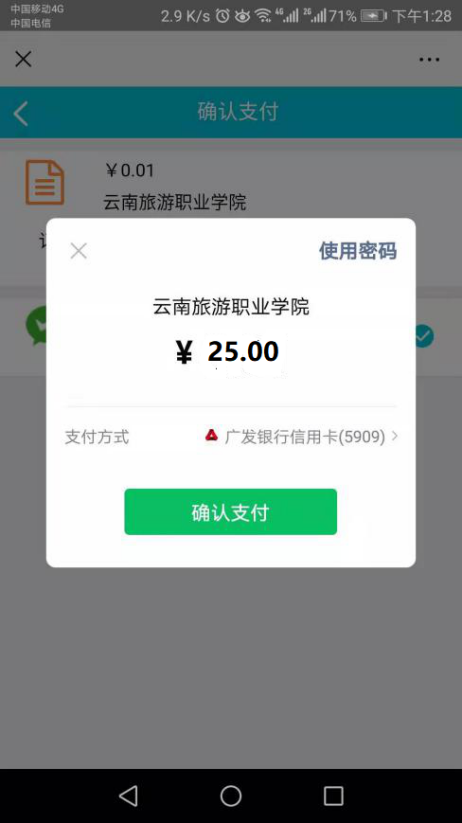 中国移动4G
中国电信
2.9 K/s 4G 2G 71% 下午1:28
确认支付
￥0.01
云南旅游职业学院
使用密码
云南旅游职业学院
¥ 25.00
支付方式 广发银行信用卡(5909)
确认支付